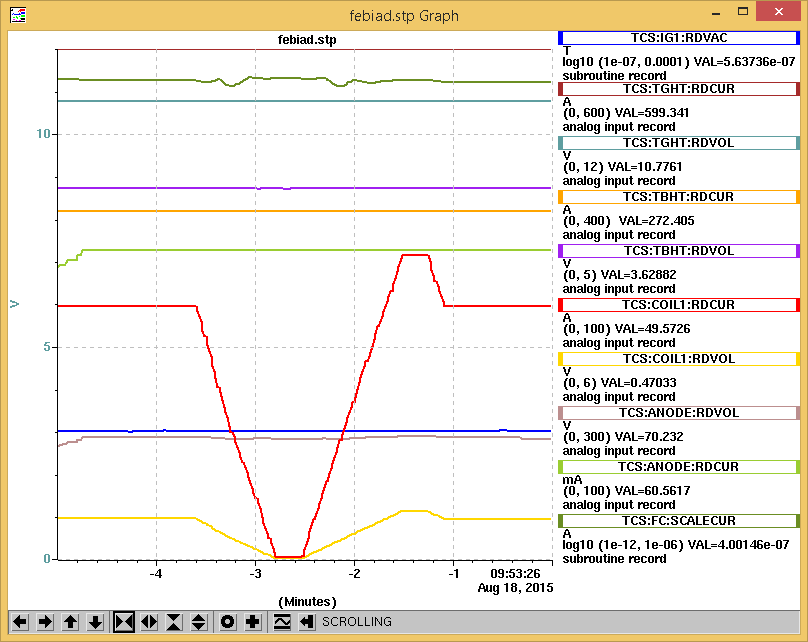 febiad.stp Graph
febiad.stp
10
5
0
V
-4
-3
-2
-1
09:53:26
Aug 18, 2015
(Minutes)
TCS:IG1:RDVAC
T
log10 (1e-07, 0.0001) VAL=5.63736e-07
subroutine record
TCS:TGHT:RDCUR
A
(0, 600) VAL=599.341
analog input record
TCS:TGHT:RDVOL
V
(0, 12) VAL=10.7761
analog input record
TCS:TBHT:RDCUR
A
(0, 400) VAL=272.405
analog input record
TCS:TBHT:RDVOL
V
(0, 5) VAL=3.62882
analog input record
TCS:COIL1:RDCUR
A
(0, 100) VAL=49.5726
analog input record
TCS:COIL1:RDVOL
V
(0, 6) VAL=0.47033
analog input record
TCS:ANODE:RDVOL
V
(0, 300) VAL=70.232
analog input record
TCS:ANODE:RDCUR
mA
(0, 100) VAL=60.5617
analog input record
TCS:FC:SCALECUR
A
log10 (1e-12, 1e-06) VAL=4.00146e-07
subroutine record
SCROLLING